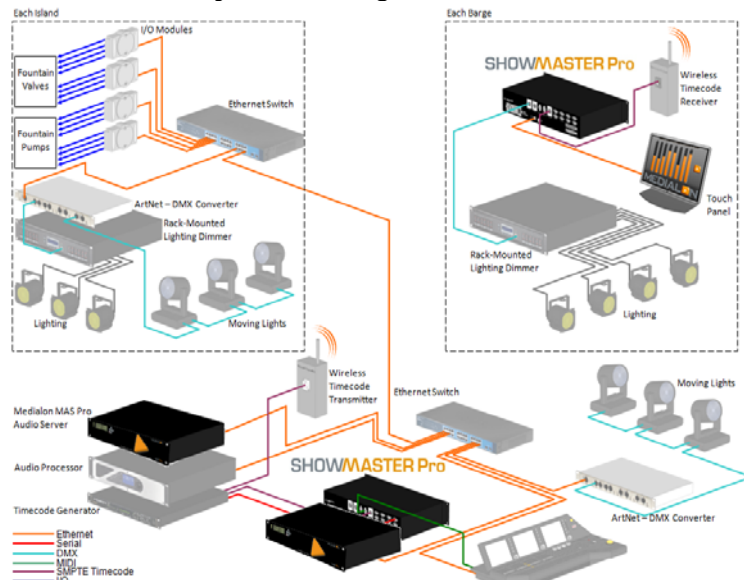 Each Island
I/O Modules
Fountain
Valves
Fountain
Pumps
Ethernet Switch
ArtNet – DMX Converter
Rack-Mounted
Lighting Dimmer
Lighting
Moving Lights
Each Barge
SHOWMASTER Pro
Wireless
Timecode
Receiver
MEDIALON
Touch
Panel
Rack-Mounted
Lighting Dimmer
Lighting
Wireless
Timecode
Transmitter
Medialon MAS Pro
Audio Server
Audio Processor
Timecode Generator
SHOWMASTER Pro
Ethernet Switch
Moving Lights
ArtNet – DMX Converter
Ethernet
Serial
DMX
MIDI
SMPTE Timecode
I/O